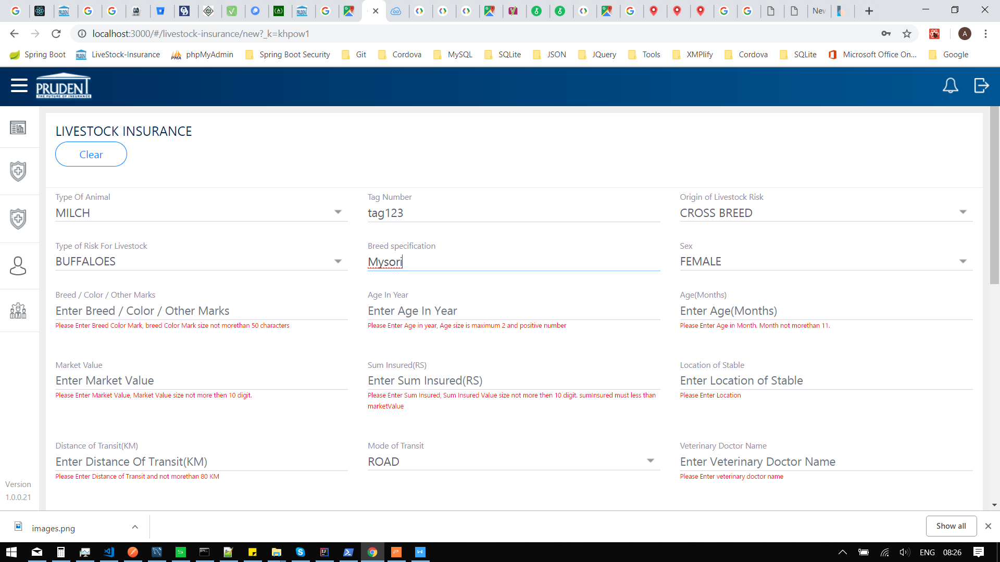 New
localhost:3000/#/livestock-insurance/new?_k=khpow1
A
Spring Boot
LiveStock-Insurance
phpMyAdmin
Spring Boot Security
Git
Cordova
MySQL
SQLite
JSON
JQuery
Tools
XMPlify
Cordova
SQLite
Microsoft Office On...
Google
PRUDENT
THE FUTURE OF INSURANCE
LIVESTOCK INSURANCE
Clear
Type Of Animal
MILCH
Tag Number
tag123
Origin of Livestock Risk
CROSS BREED
Type of Risk For Livestock
BUFFALOES
Breed specification
Mysori
Sex
FEMALE
Breed / Color / Other Marks
Enter Breed / Color / Other Marks
Please Enter Breed Color Mark, breed Color Mark size not morethan 50 characters
Age In Year
Enter Age In Year
Please Enter Age in year, Age size is maximum 2 and positive number
Age(Months)
Enter Age(Months)
Please Enter Age in Month. Month not morethan 11.
Market Value
Enter Market Value
Please Enter Market Value, Market Value size not more then 10 digit.
Sum Insured(RS)
Enter Sum Insured(RS)
Please Enter Sum Insured, Sum Insured Value size not more then 10 digit. sumInsured must less than
marketValue
Location of Stable
Enter Location of Stable
Please Enter Location
Distance of Transit(KM)
Enter Distance Of Transit(KM)
Please Enter Distance of Transit and not morethan 80 KM
Mode of Transit
ROAD
Veterinary Doctor Name
Enter Veterinary Doctor Name
Please Enter veterinary doctor name
Version
1.0.0.21
images.png
Show all
ENG
08:26